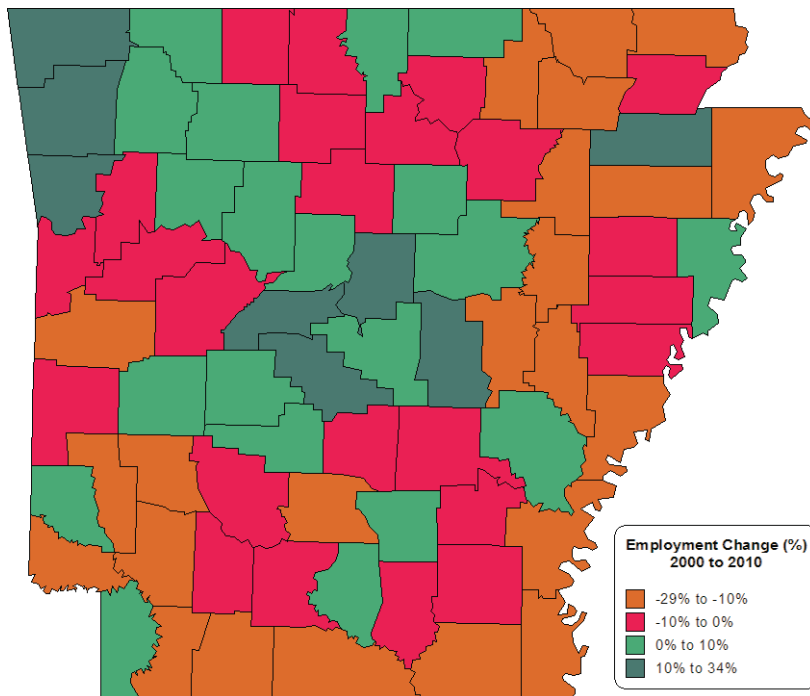 Employment Change (%)
2000 to 2010
-29% to -10%
-10% to 0%
0% to 10%
10% to 34%